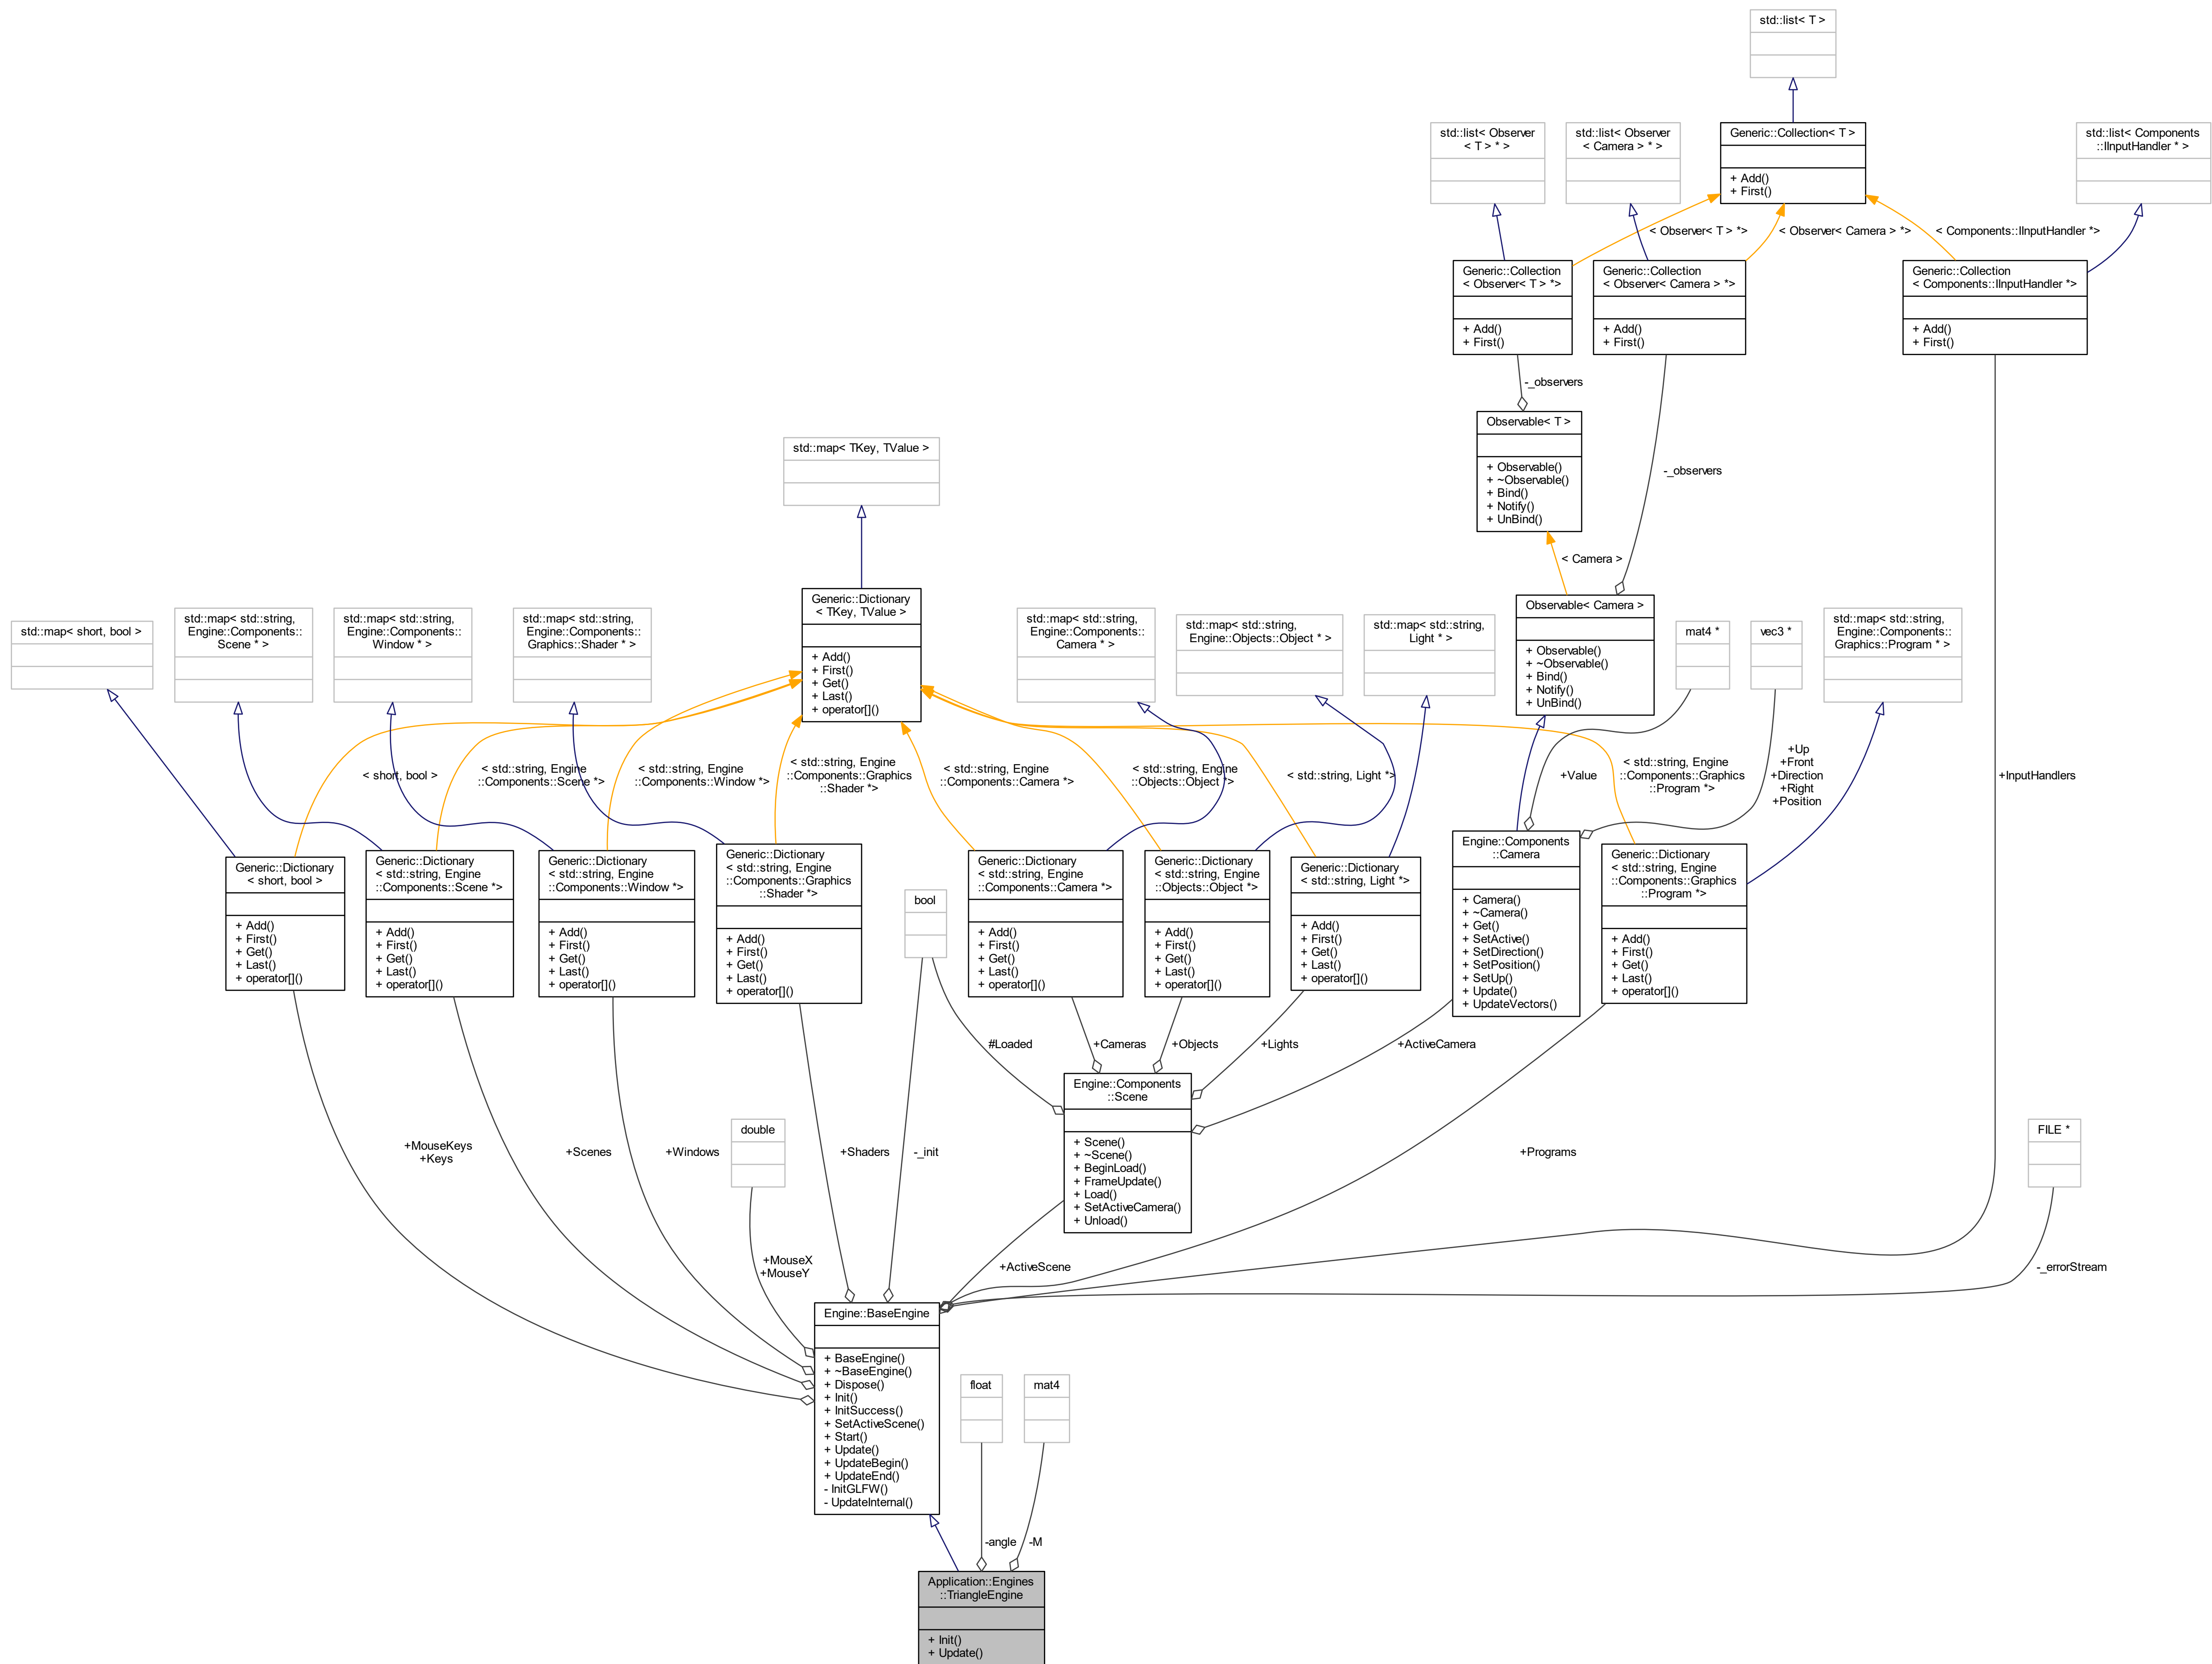 std::list< T >
std::list< Observer
< T > * >
std::list< Observer
< Camera > * >
Generic::Collection< T >
+ Add()
+ First()
std::list< Components
::IInputHandler * >
< Observer< T > *>
< Observer< Camera > *>
< Components::IInputHandler *>
Generic::Collection
< Observer< T > *>
+ Add()
+ First()
Generic::Collection
< Observer< Camera > *>
+ Add()
+ First()
Generic::Collection
< Components::IInputHandler *>
+ Add()
+ First()
-_observers
Observable< T >
+ Observable()
+ ~Observable()
+ Bind()
+ Notify()
+ UnBind()
-_observers
std::map< TKey, TValue >
< Camera >
std::map< short, bool >
std::map< std::string,
Engine::Components::
Scene * >
std::map< std::string,
Engine::Components::
Window * >
std::map< std::string,
Engine::Components::
Graphics::Shader * >
Generic::Dictionary
< TKey, TValue >
+ Add()
+ First()
+ Get()
+ Last()
+ operator[]()
std::map< std::string,
Engine::Components::
Camera * >
std::map< std::string,
Engine::Objects::Object * >
std::map< std::string,
Light * >
Observable< Camera >
+ Observable()
+ ~Observable()
+ Bind()
+ Notify()
+ UnBind()
mat4 *
vec3 *
std::map< std::string,
Engine::Components::
Graphics::Program * >
< short, bool >
< std::string, Engine
::Components::Scene *>
< std::string, Engine
::Components::Window *>
< std::string, Engine
::Components::Graphics
::Shader *>
< std::string, Engine
::Components::Camera *>
< std::string, Engine
::Objects::Object *>
< std::string, Light *>
+Value
< std::string, Engine
::Components::Graphics
::Program *>
+Up
+Front
+Direction
+Right
+Position
+InputHandlers
Generic::Dictionary
< short, bool >
+ Add()
+ First()
+ Get()
+ Last()
+ operator[]()
Generic::Dictionary
< std::string, Engine
::Components::Scene *>
+ Add()
+ First()
+ Get()
+ Last()
+ operator[]()
Generic::Dictionary
< std::string, Engine
::Components::Window *>
+ Add()
+ First()
+ Get()
+ Last()
+ operator[]()
Generic::Dictionary
< std::string, Engine
::Components::Graphics
::Shader *>
+ Add()
+ First()
+ Get()
+ Last()
+ operator[]()
bool
Generic::Dictionary
< std::string, Engine
::Components::Camera *>
+ Add()
+ First()
+ Get()
+ Last()
+ operator[]()
Generic::Dictionary
< std::string, Engine
::Objects::Object *>
+ Add()
+ First()
+ Get()
+ Last()
+ operator[]()
Generic::Dictionary
< std::string, Light *>
+ Add()
+ First()
+ Get()
+ Last()
+ operator[]()
Engine::Components
::Camera
+ Camera()
+ ~Camera()
+ Get()
+ SetActive()
+ SetDirection()
+ SetPosition()
+ SetUp()
+ Update()
+ UpdateVectors()
Generic::Dictionary
< std::string, Engine
::Components::Graphics
::Program *>
+ Add()
+ First()
+ Get()
+ Last()
+ operator[]()
#Loaded
+Cameras
+Objects
+Lights
+ActiveCamera
Engine::Components
::Scene
+ Scene()
+ ~Scene()
+ BeginLoad()
+ FrameUpdate()
+ Load()
+ SetActiveCamera()
+ Unload()
+MouseKeys
+Keys
+Scenes
+Windows
double
+Shaders
-_init
+Programs
FILE *
+MouseX
+MouseY
+ActiveScene
-_errorStream
Engine::BaseEngine
+ BaseEngine()
+ ~BaseEngine()
+ Dispose()
+ Init()
+ InitSuccess()
+ SetActiveScene()
+ Start()
+ Update()
+ UpdateBegin()
+ UpdateEnd()
- InitGLFW()
- UpdateInternal()
float
mat4
-angle
-M
Application::Engines
::TriangleEngine
+ Init()
+ Update()